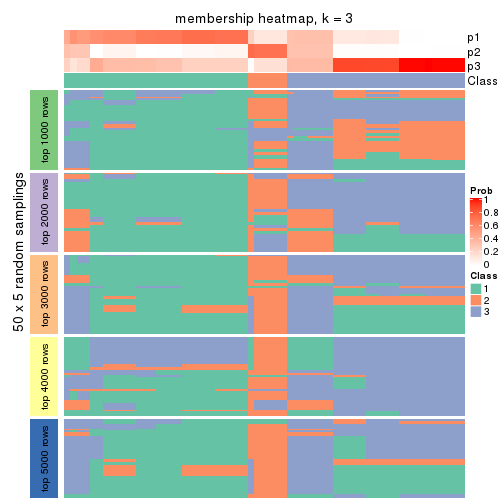 membership heatmap, k = 3
p1
p2
p3
Class
50 x 5 random samplings
top 1000 rows
top 2000 rows
top 3000 rows
top 4000 rows
top 5000 rows
Prob
1
0.8
0.6
0.4
0.2
0
Class
1
2
3